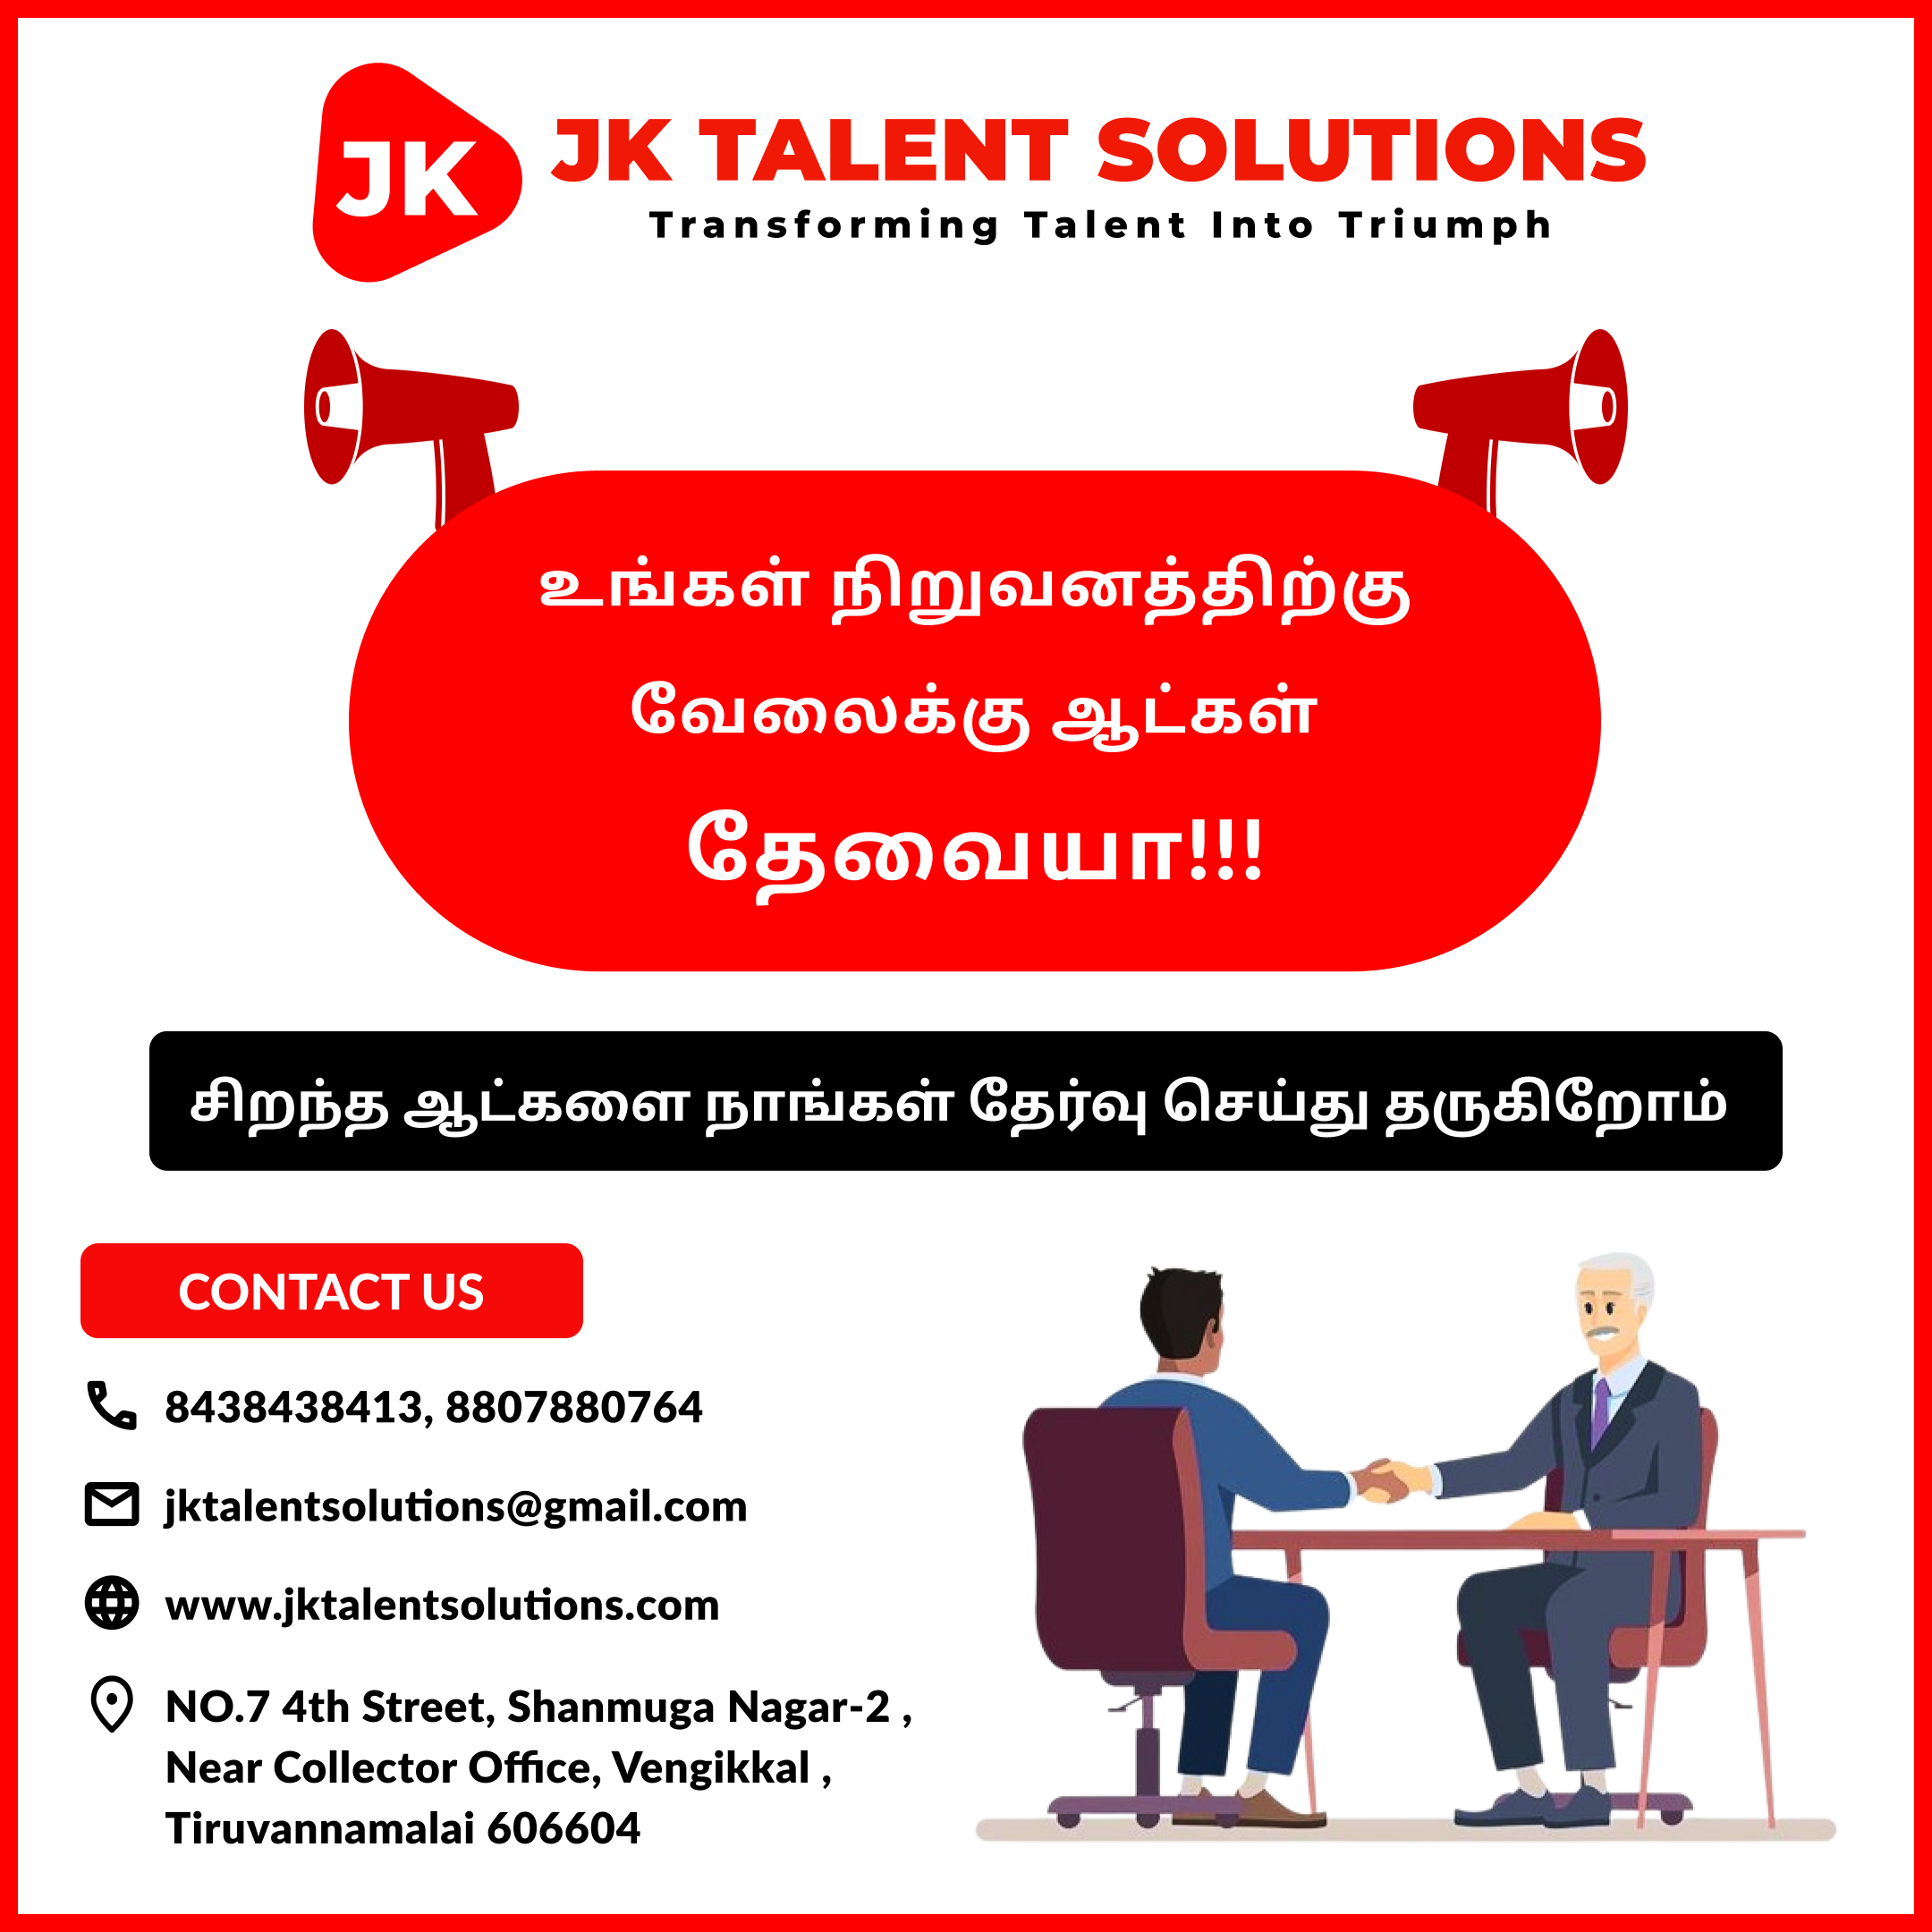 JK
JK TALENT SOLUTIONS
Transforming Talent Into Triumph
உங்கள் நிறுவனத்திற்கு
வேலைக்கு ஆட்கள்
தேவையா!!!
சிறந்த ஆட்களை நாங்கள் தேர்வு செய்து தருகிறோம்
CONTACT US
8438438413, 8807880764
jktalentsolutions@gmail.com
www.jktalentsolutions.com
NO.7 4th Street, Shanmuga Nagar-2 ,
Near Collector Office, Vengikkal ,
Tiruvannamalai 606604